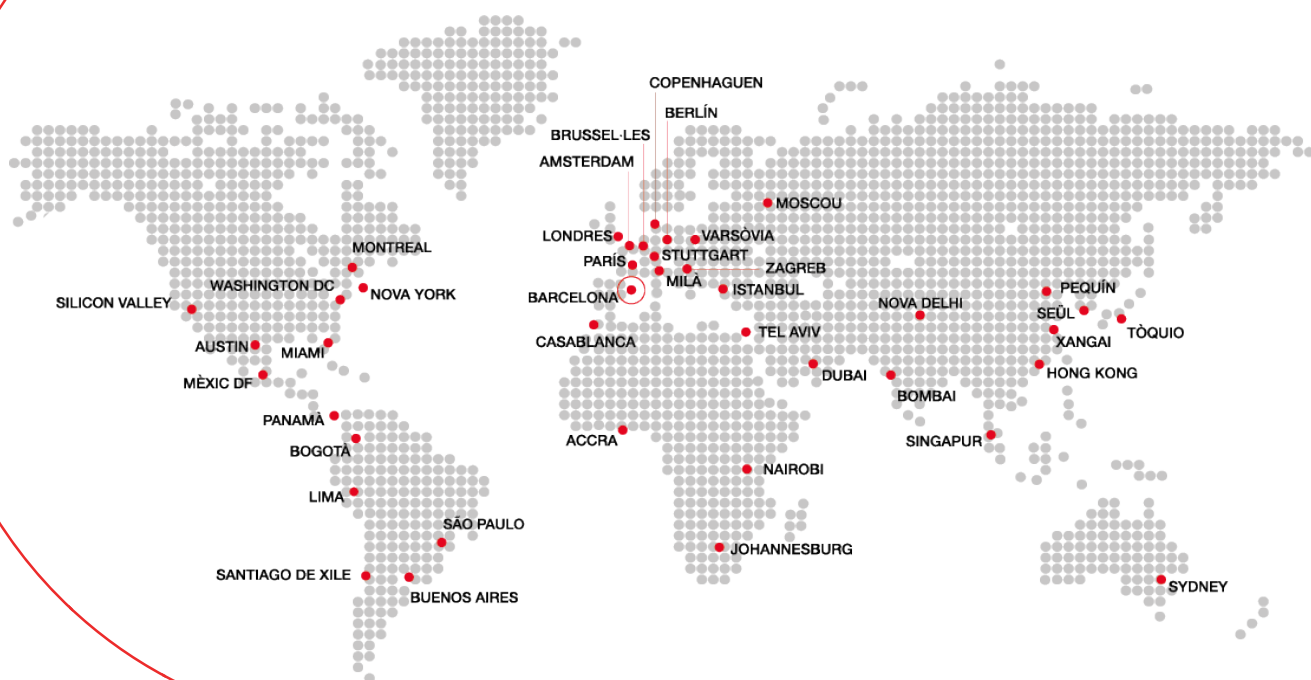 COPENHAGUEN
BERLÍN
BRUSSEL·LES
AMSTERDAM
MOSCOU
LONDRES
VARSÒVIA
MONTREAL
STUTTGART
PARÍS
ZAGREB
MILÀ
WASHINGTON DC
NOVA YORK
BARCELONA
ISTANBUL
SILICON VALLEY
NOVA DELHI
PEQUÍN
SEÜL
TÒQUIO
CASABLANCA
TEL AVIV
XANGAI
AUSTIN
MIAMI
MÈXIC DF
DUBAI
HONG KONG
BOMBAI
PANAMÀ
ACCRA
SINGAPUR
BOGOTÀ
NAIROBI
LIMA
SÃO PAULO
JOHANNESBURG
SANTIAGO DE XILE
SYDNEY
BUENOS AIRES